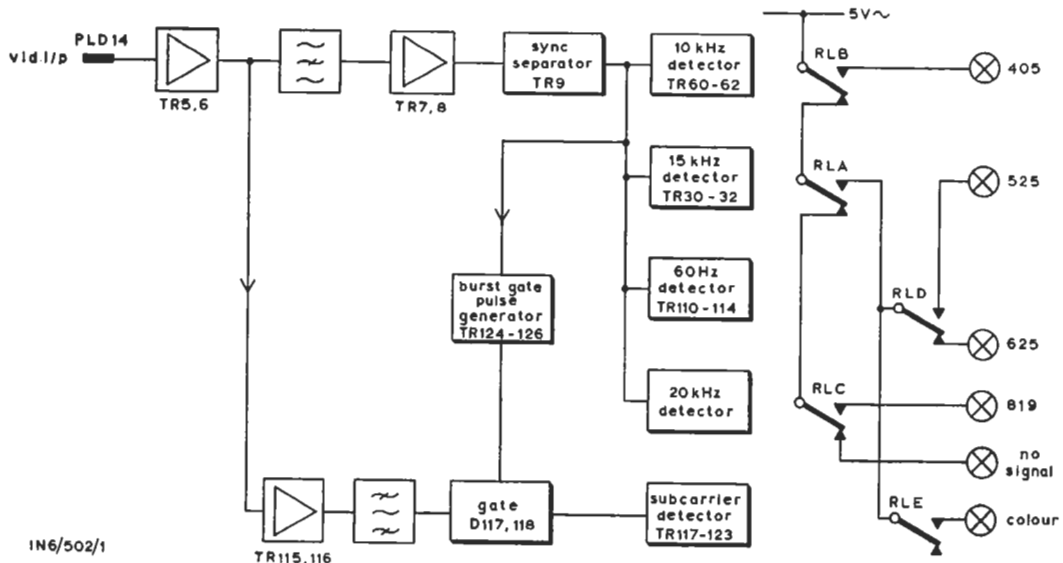 PLD14
vid.i/p
TR5,6
TR7,8
sync
separator
TR9
10 kHz
detector
TR60-62
15 kHz
detector
TR30-32
burst gate
pulse
generator
TR124-126
60Hz
detector
TR110-114
20kHz
detector
TR115,116
gate
D117,118
subcarrier
detector
TR117-123
5V~
RLB
405
RLA
525
RLD
625
RLC
819
no
signal
RLE
colour
IN6/502/1